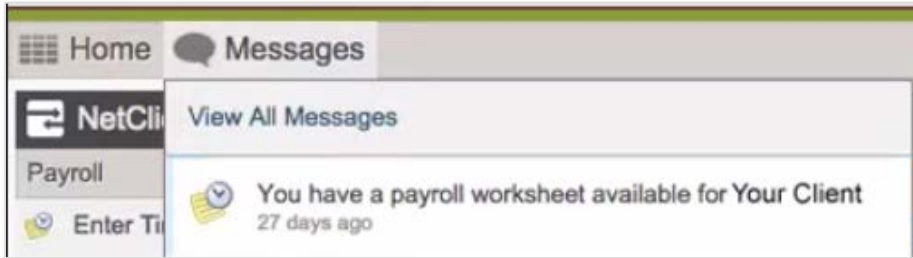 Home Messages
NetCli
View All Messages
Payroll
You have a payroll worksheet available for Your Client
27 days ago
Enter Ti